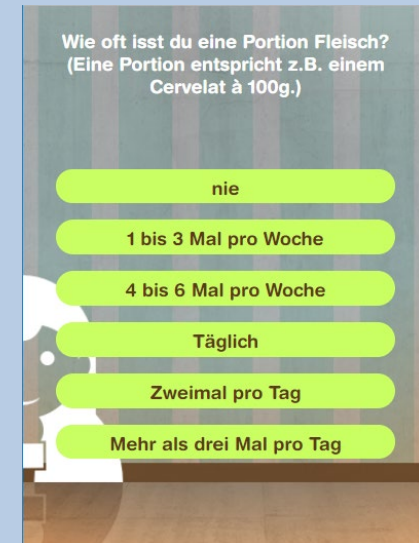 Wie oft isst du eine Portion Fleisch?
(Eine Portion entspricht z.B. einem
Cervelat à 100g.)
nie
1 bis 3 Mal pro Woche
4 bis 6 Mal pro Woche
Täglich
Zweimal pro Tag
Mehr als drei Mal pro Tag